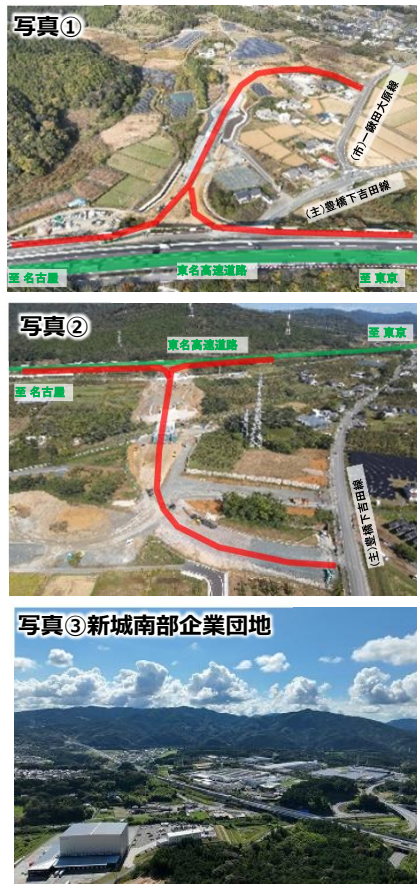 写真①
(市)一鍬田大原線
(主)豊橋下吉田線
東名高速道路
至 名古屋
至 東京
写真②
東名高速道路
至 東京
至 名古屋
(主)豊橋下吉田線
写真③新城南部企業団地